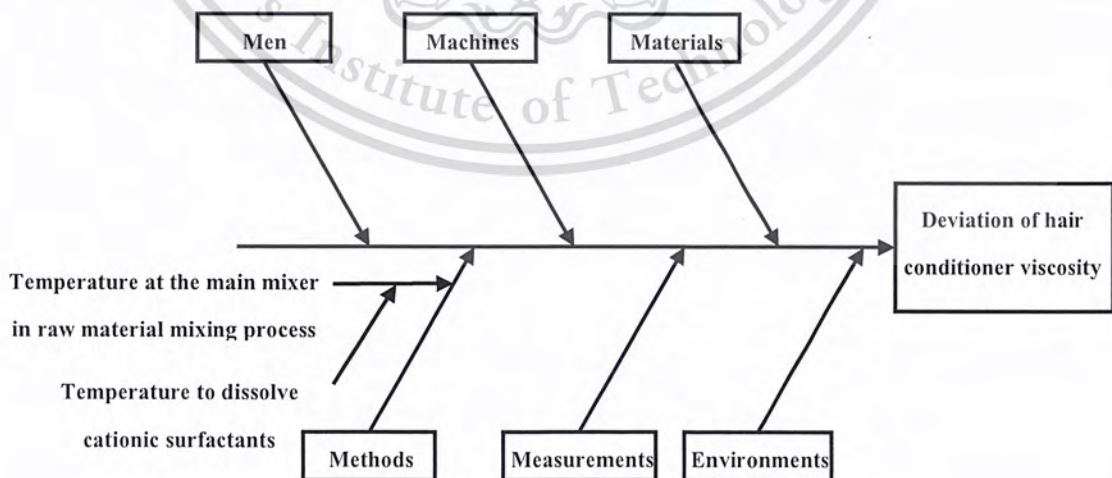 s Institute of Technolo
Men
Machines
Materials
Deviation of hair
conditioner viscosity
Temperature at the main mixer
in raw material mixing process
Temperature to dissolve
cationic surfactants
Methods
Measurements
Environments